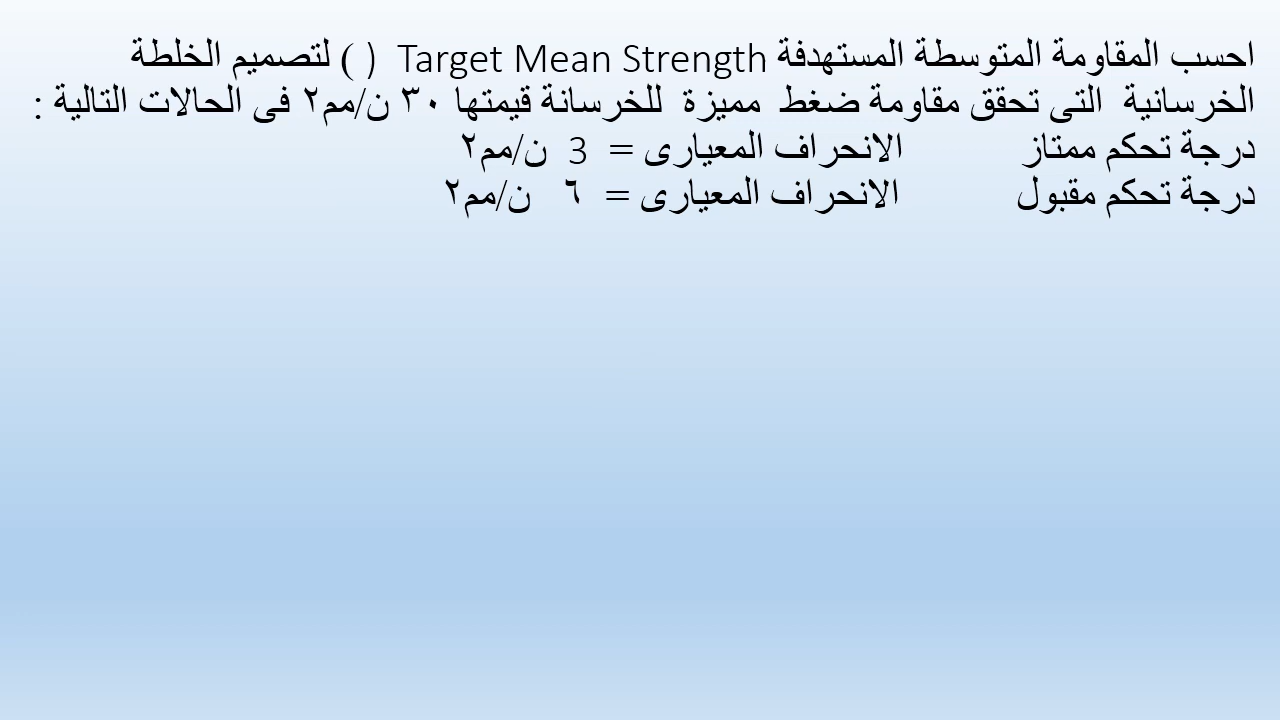 احسب المقاومة المتوسطة المستهدفة Target Mean Strength ( ) لتصميم الخلطة
الخرسانية التى تحقق مقاومة ضغط مميزة للخرسانة قيمتها ٣٠ ن/مم٢ فى الحالات التالية :
درجة تحكم ممتاز الانحراف المعيارى = 3 ن/مم٢
درجة تحكم مقبول الانحراف المعيارى = ٦ ن/مم٢